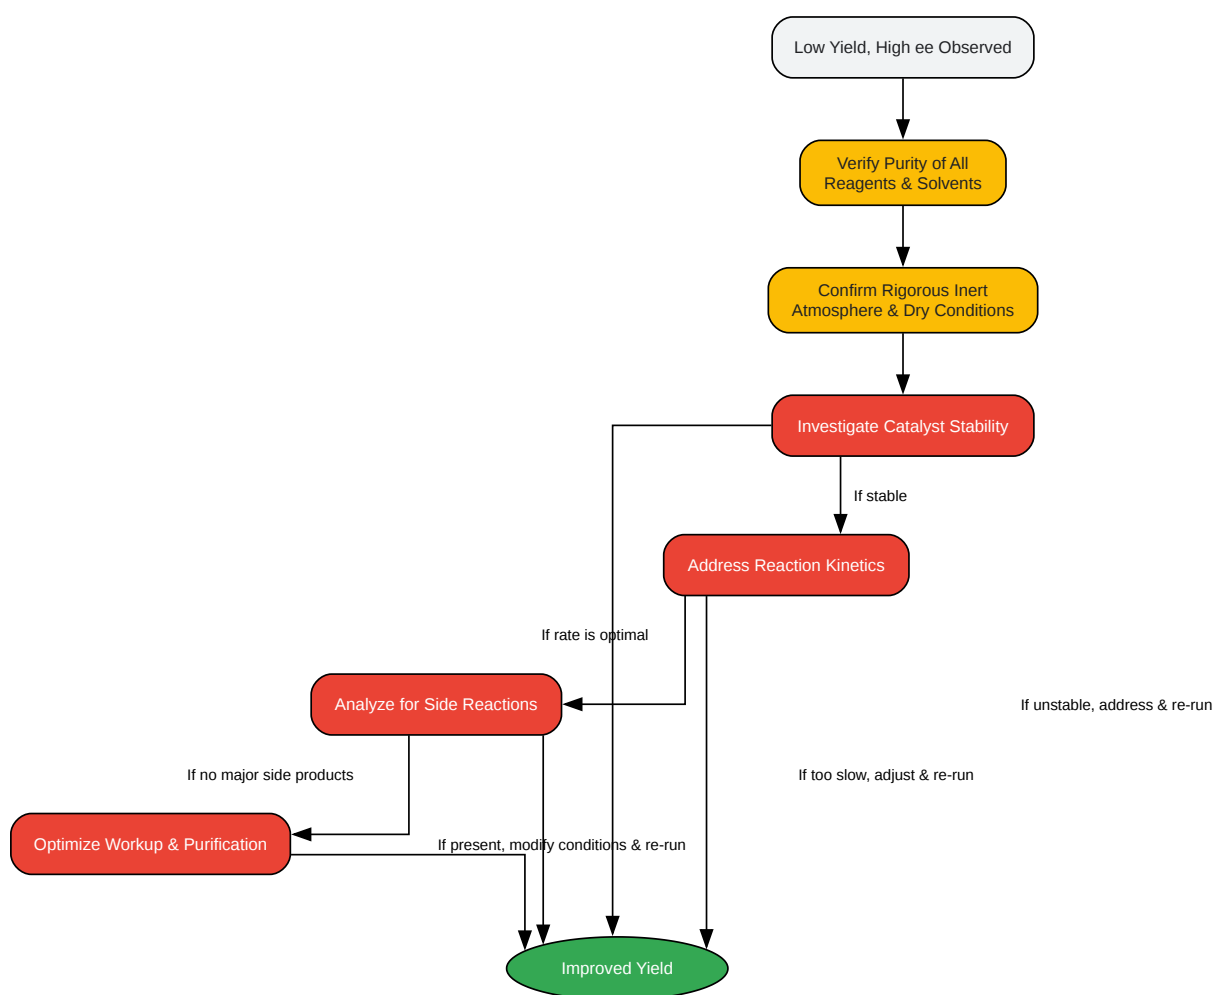 Low Yield, High ee Observed
Verify Purity of All
Reagents & Solvents
Confirm Rigorous Inert
Atmosphere & Dry Conditions
Investigate Catalyst Stability
If stable
Address Reaction Kinetics
If rate is optimal
Analyze for Side Reactions
If unstable, address & re-run
If no major side products
If too slow, adjust & re-run
Optimize Workup & Purification
If present, modify conditions & re-run
Improved Yield